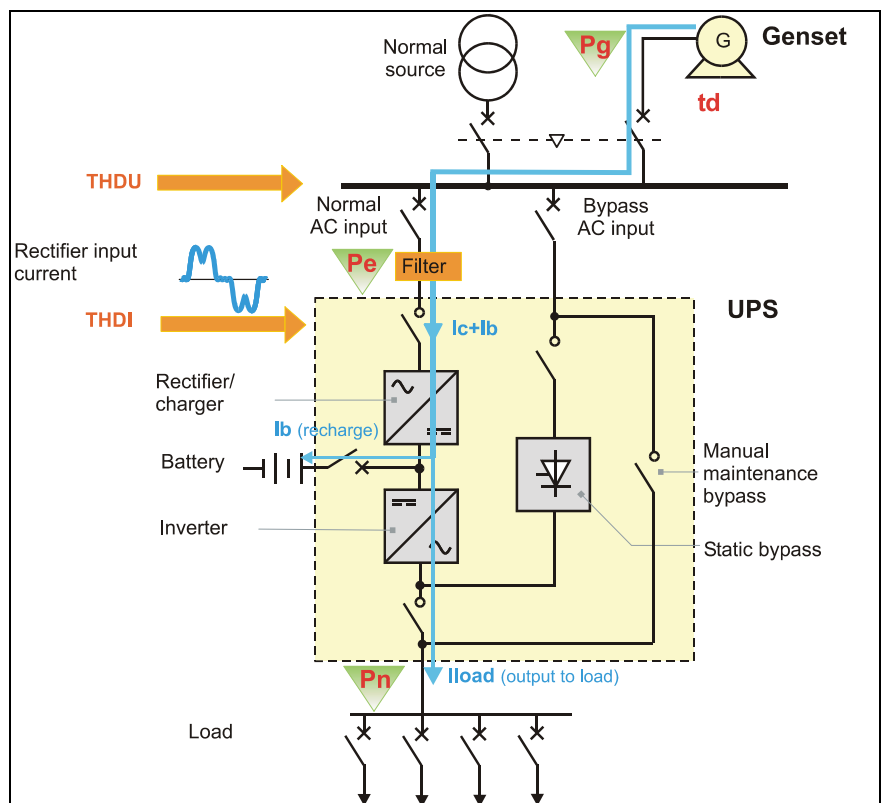 Normal
source
Pg
G
Genset
td
THDU
Normal
AC input
Bypass
AC input
Rectifier input
current
Pe
Filter
THDI
UPS
Ic+Ib
Rectifier/
charger
Ib (recharge)
Battery
Manual
maintenance
bypass
Inverter
Static bypass
Pn
Iload (output to load)
Load